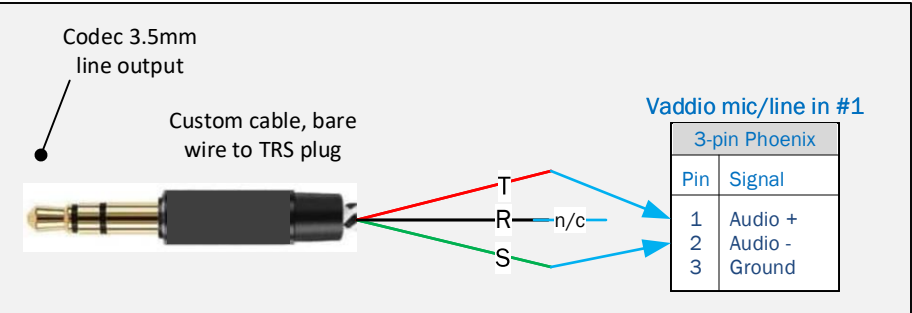 Codec 3.5mm
line output
Custom cable, bare
wire to TRS plug
T
R
n/c
S
Vaddio mic/line in #1
3-pin Phoenix
Pin Signal
1 Audio +
2 Audio -
3 Ground